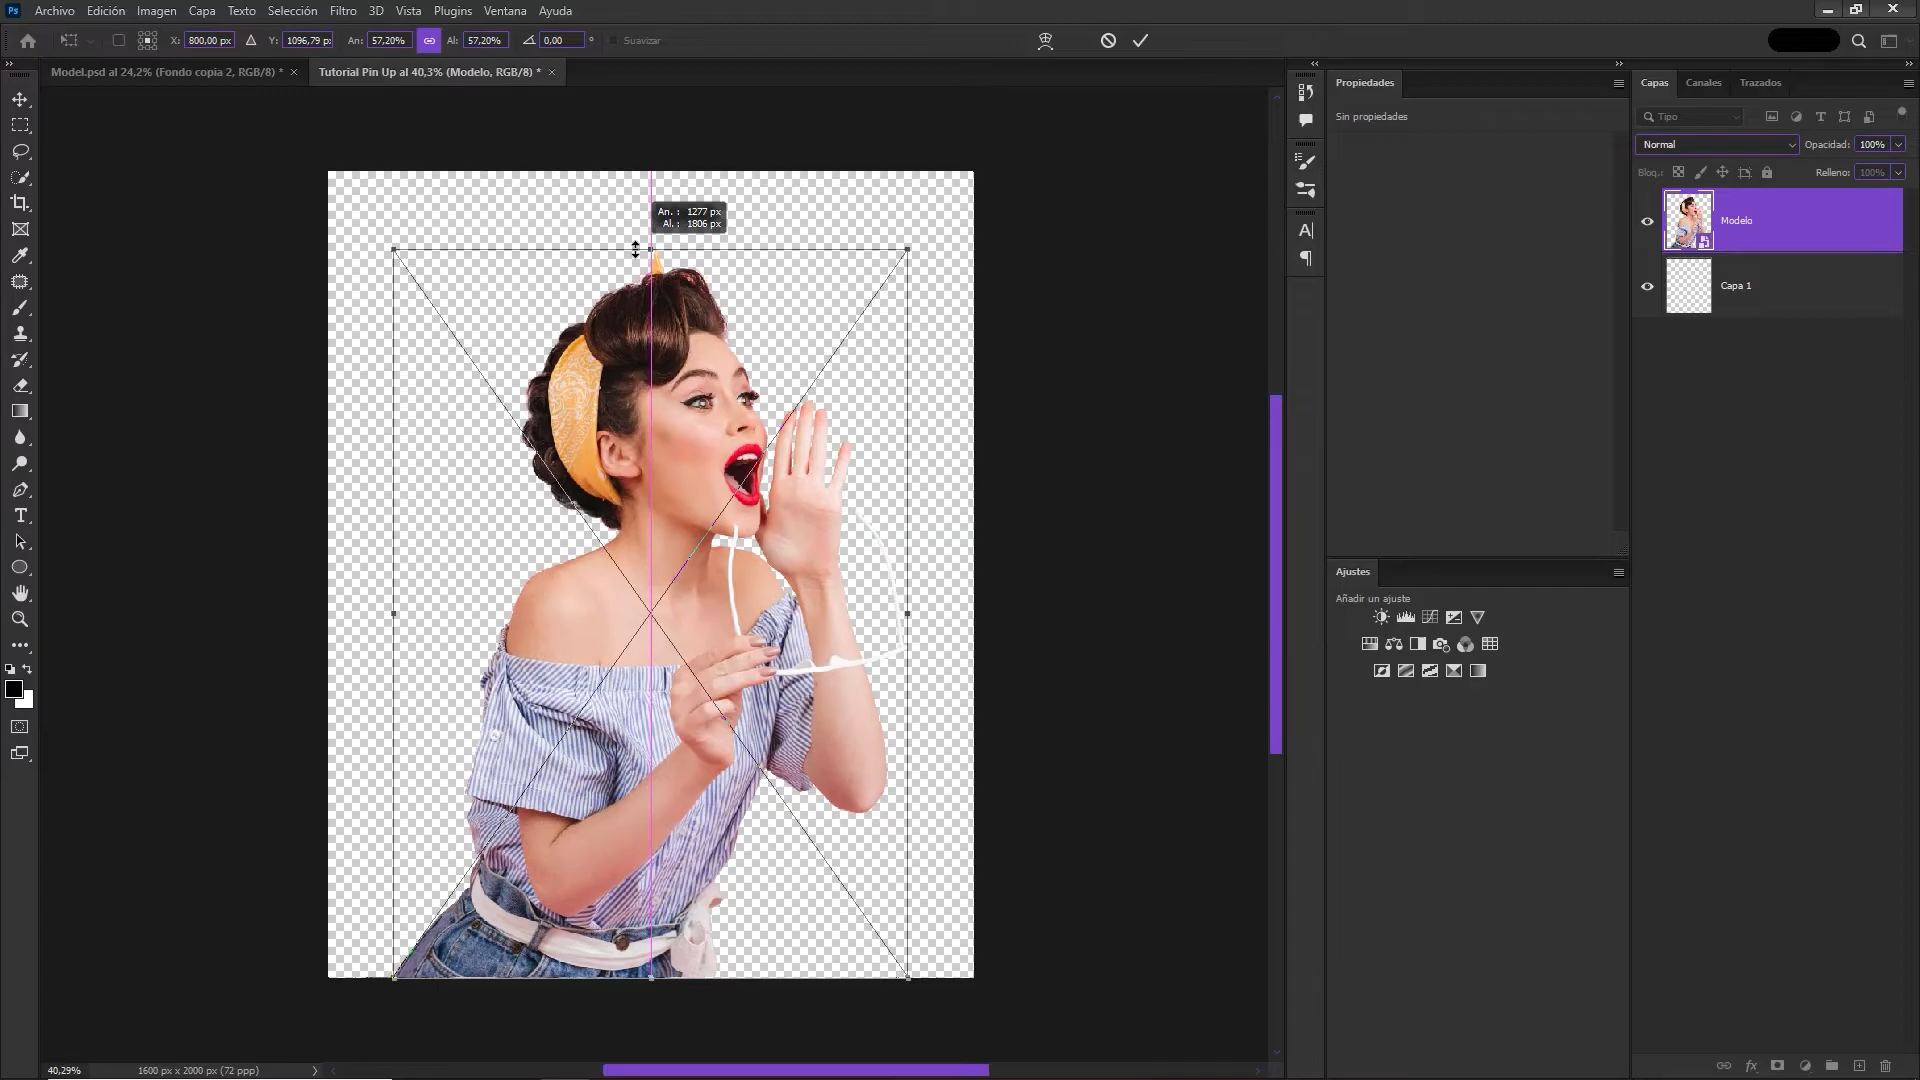 Ps Archivo Edición Imagen Capa Texto Selección Filtro 3D Vista Plugins Ventana Ayuda
X: 800,00 px Y: 1096,79 p An: 57,20% Al: 57,20% 0,00 ° Suavizar
Model.psd al 24,2% (Fondo copia 2, RGB/8) * × Tutorial Pin Up al 40,3% (Modelo, RGB/8) * ×
Propiedades
Sin propiedades
Capas Canales Trazados
Tipo
Normal Opacidad: 100%
Bloq.: Relleno: 100%
Modelo
Capa 1
An. : 1277 px
Al. : 1806 px
Ajustes
Añadir un ajuste
40,29% 1600 px x 2000 px (72 ppp)